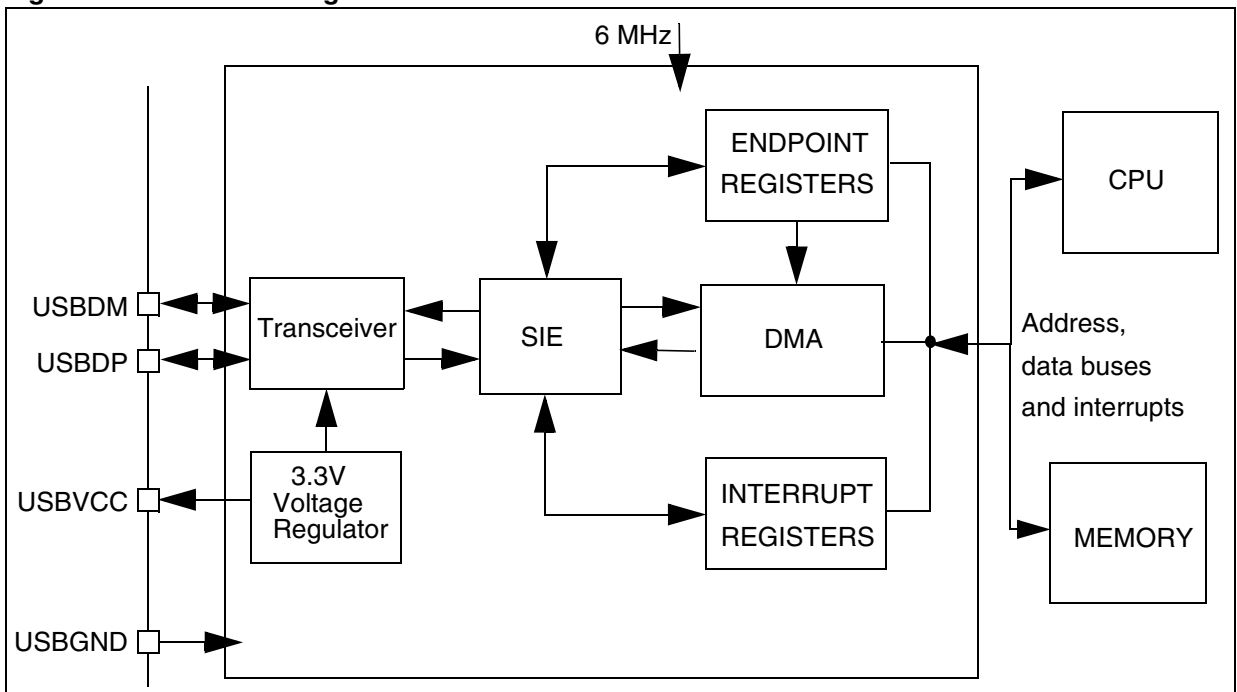 6 MHz
ENDPOINT
REGISTERS
CPU
USBDM
Transceiver
SIE
DMA
Address,
data buses
and interrupts
USBDP
3.3V
Voltage
Regulator
USBVCC
INTERRUPT
REGISTERS
MEMORY
USBGND